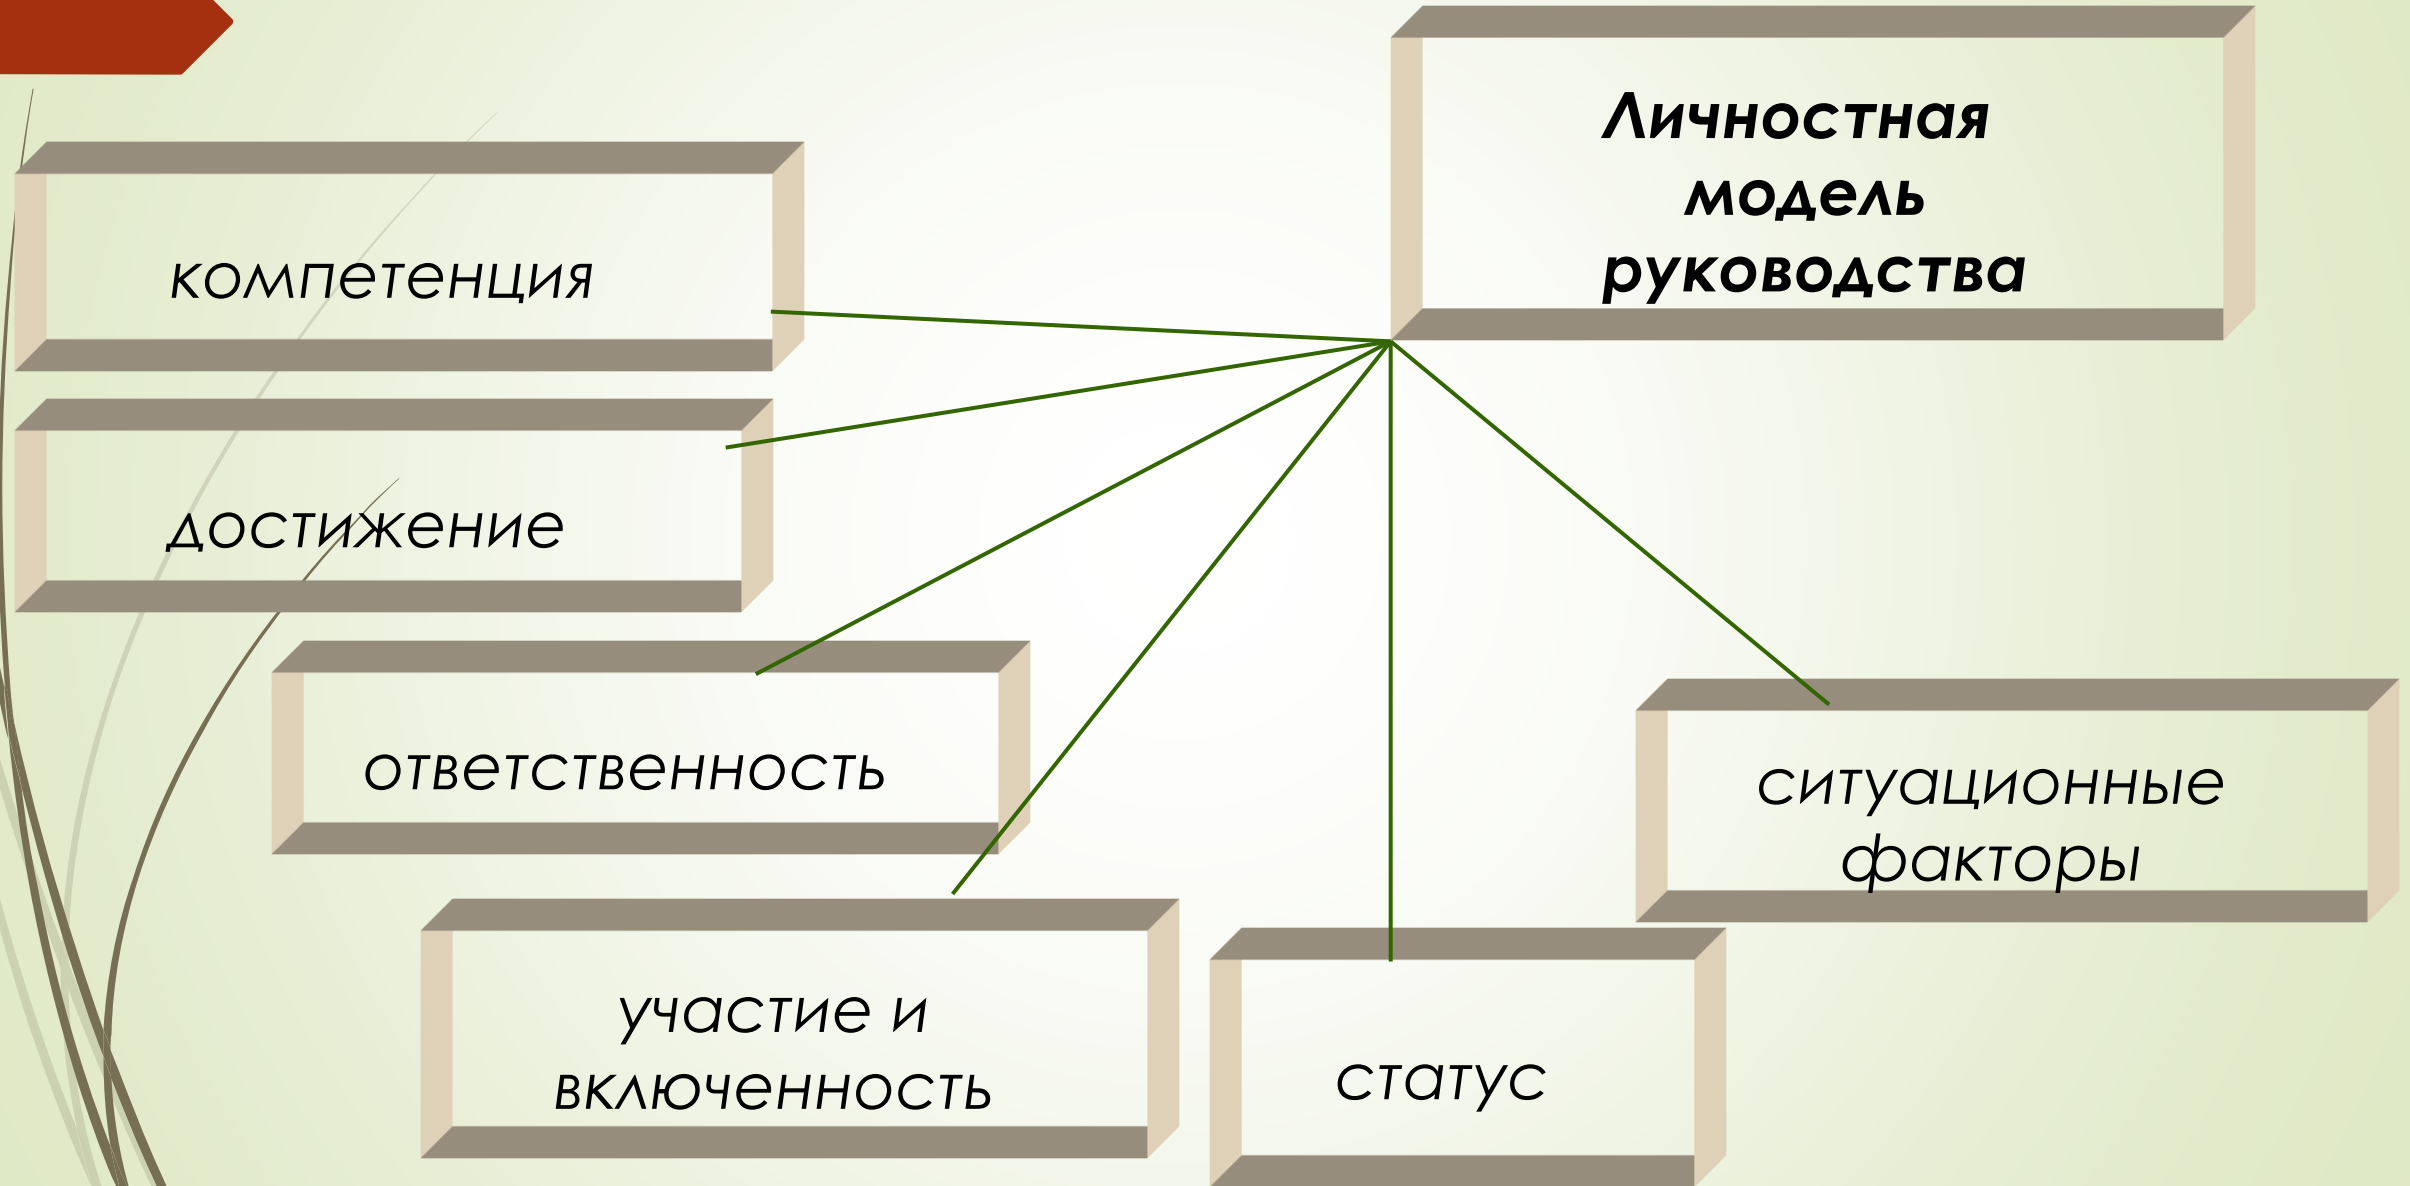 Личностная
модель
руководства
компетенция
достижение
ответственность
участие и
включенность
статус
ситуационные
факторы